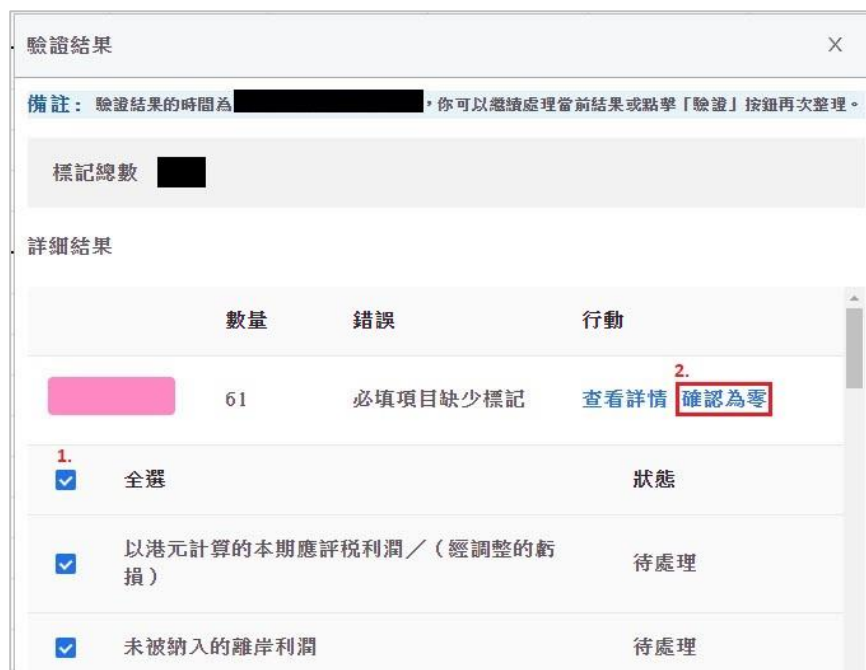 驗證結果
備註: 驗證結果的時間為 ，你可以繼續處理當前結果或點擊「驗證」按鈕再次整理。
標記總數
詳細結果
數量 錯誤 行動
2.
61 必填項目缺少標記 查看詳情 確認為零
1.
全選 狀態
以港元計算的本期應評稅利潤／（經調整的虧
損） 待處理
未被納入的離岸利潤 待處理